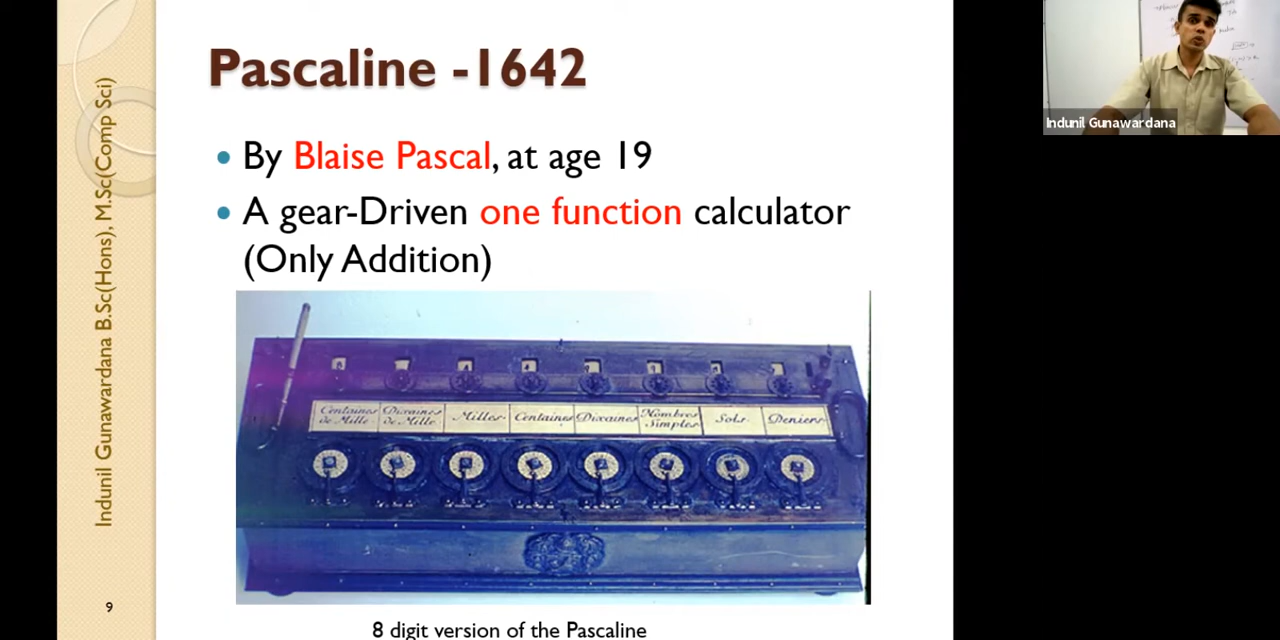 Pascaline -1642
Indunil Gunawardana B.Sc(Hons), M.Sc(Comp Sci)
• By Blaise Pascal, at age 19
• A gear-Driven one function calculator
(Only Addition)
Centaines de Mille
Dixaines de Mille
Milles
Centaines
Dixaines
Nombres Simples
Sols
Deniers
9
8 digit version of the Pascaline
Indunil Gunawardana